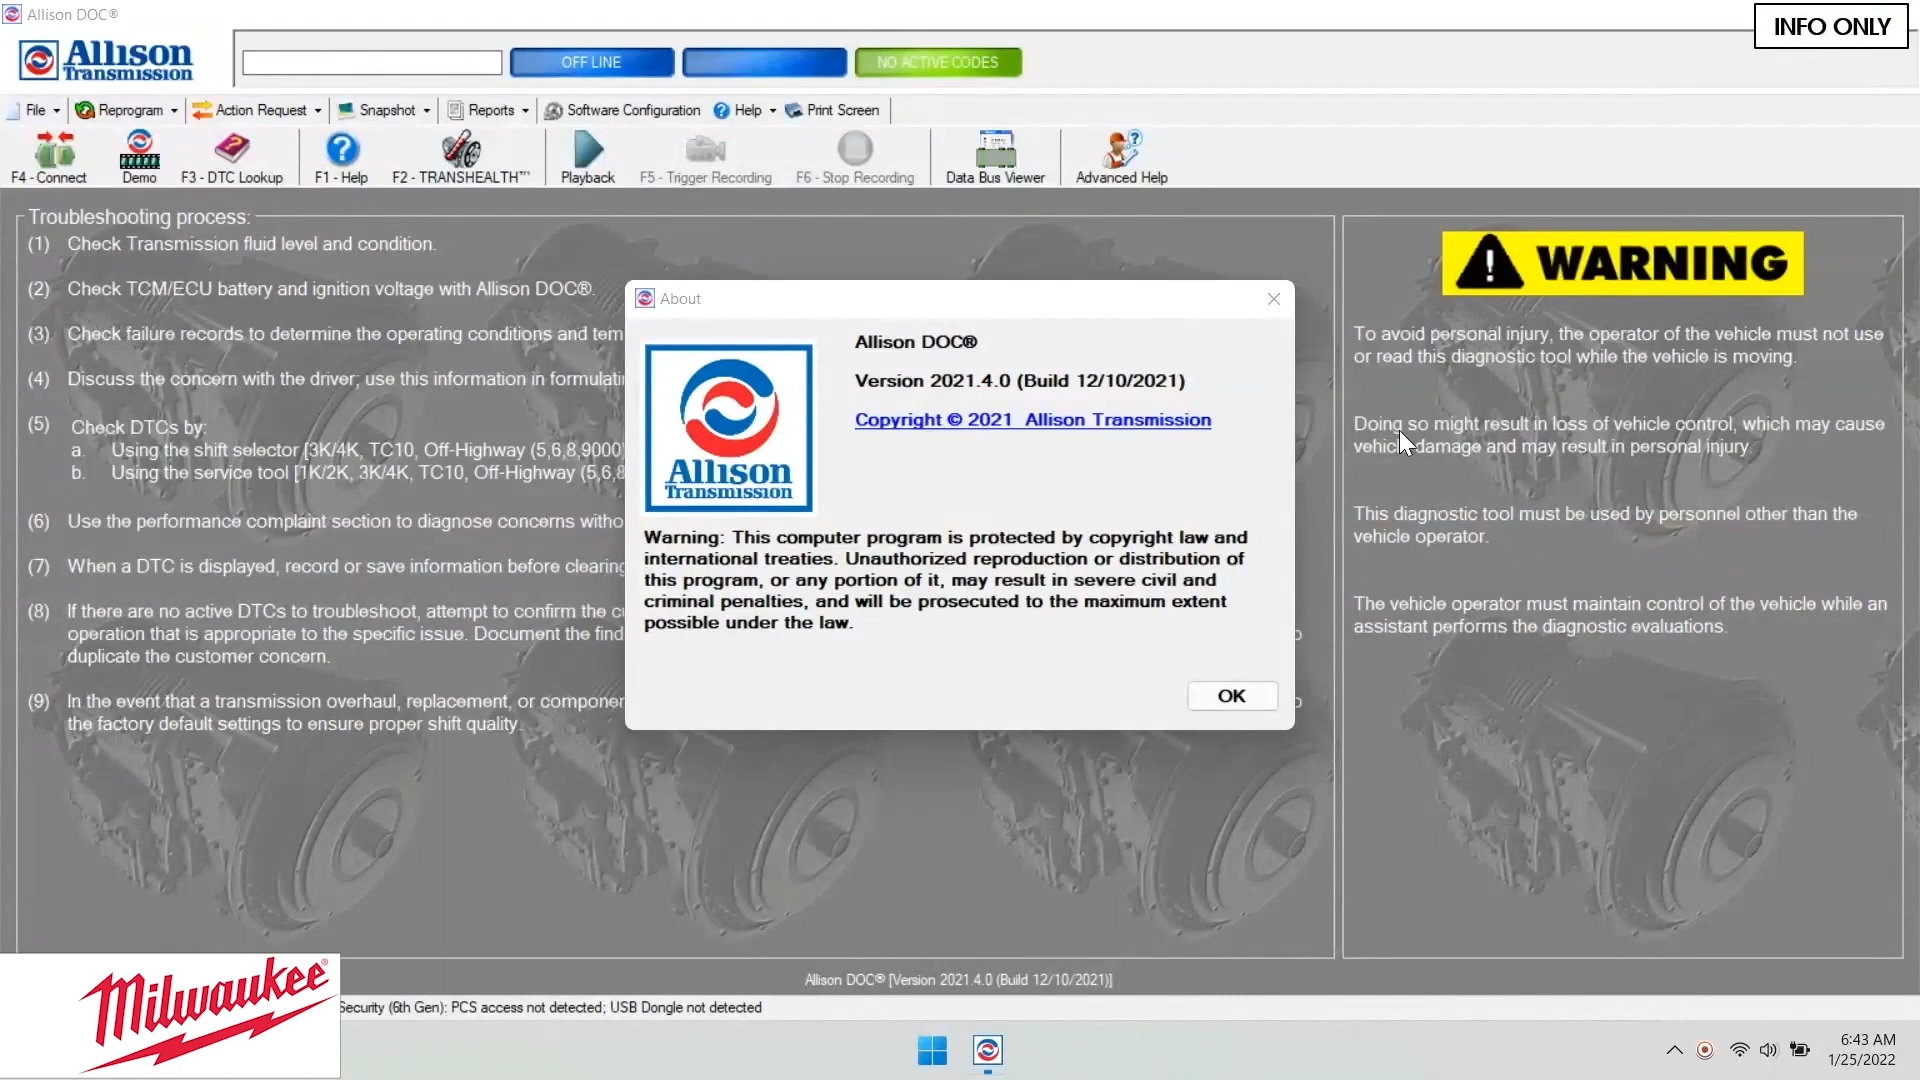 Allison DOC®
INFO ONLY
Allison
Transmission
OFF LINE
NO ACTIVE CODES
File
Reprogram
Action Request
Snapshot
Reports
Software Configuration
Help
Print Screen
F4 - Connect
Demo
F3 - DTC Lookup
F1 - Help
F2 - TRANSHEALTH™
Playback
F5 - Trigger Recording
F6 - Stop Recording
Data Bus Viewer
Advanced Help
Troubleshooting process:
(1) Check Transmission fluid level and condition.
(2) Check TCM/ECU battery and ignition voltage with Allison DOC®.
(3) Check failure records to determine the operating conditions and tem
(4) Discuss the concern with the driver; use this information in formulati
(5) Check DTCs by:
a. Using the shift selector [3K/4K, TC10, Off-Highway (5,6,8,9000)
b. Using the service tool [1K/2K, 3K/4K, TC10, Off-Highway (5,6,8
(6) Use the performance complaint section to diagnose concerns witho
(7) When a DTC is displayed, record or save information before clearing
(8) If there are no active DTCs to troubleshoot, attempt to confirm the cu
operation that is appropriate to the specific issue. Document the find
duplicate the customer concern.
(9) In the event that a transmission overhaul, replacement, or componen
the factory default settings to ensure proper shift quality.
About
Allison
Transmission
Allison DOC®
Version 2021.4.0 (Build 12/10/2021)
Copyright © 2021 Allison Transmission
Warning: This computer program is protected by copyright law and
international treaties. Unauthorized reproduction or distribution of
this program, or any portion of it, may result in severe civil and
criminal penalties, and will be prosecuted to the maximum extent
possible under the law.
OK
WARNING
To avoid personal injury, the operator of the vehicle must not use
or read this diagnostic tool while the vehicle is moving.
Doing so might result in loss of vehicle control, which may cause
vehicle damage and may result in personal injury.
This diagnostic tool must be used by personnel other than the
vehicle operator.
The vehicle operator must maintain control of the vehicle while an
assistant performs the diagnostic evaluations.
Allison DOC® [Version 2021.4.0 (Build 12/10/2021)]
Milwaukee®
Security (6th Gen): PCS access not detected; USB Dongle not detected
6:43 AM
1/25/2022